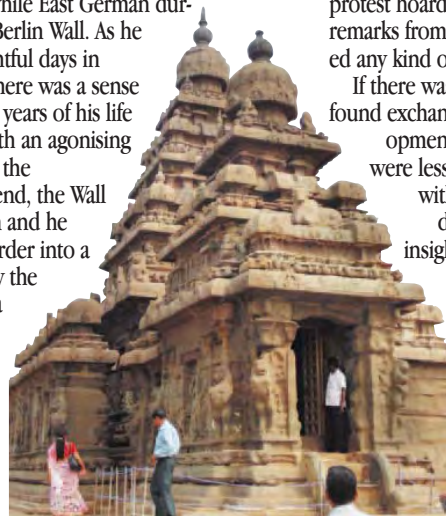 while East German dur-
Berlin Wall. As he
ntful days in
here was a sense
years of his life
th an agonising
the
end, the Wall
n and he
rder into a
y the
a
protest hoard
remarks from
ed any kind o
If there wa
found exchan
opmen
were less
wit
d
insigh